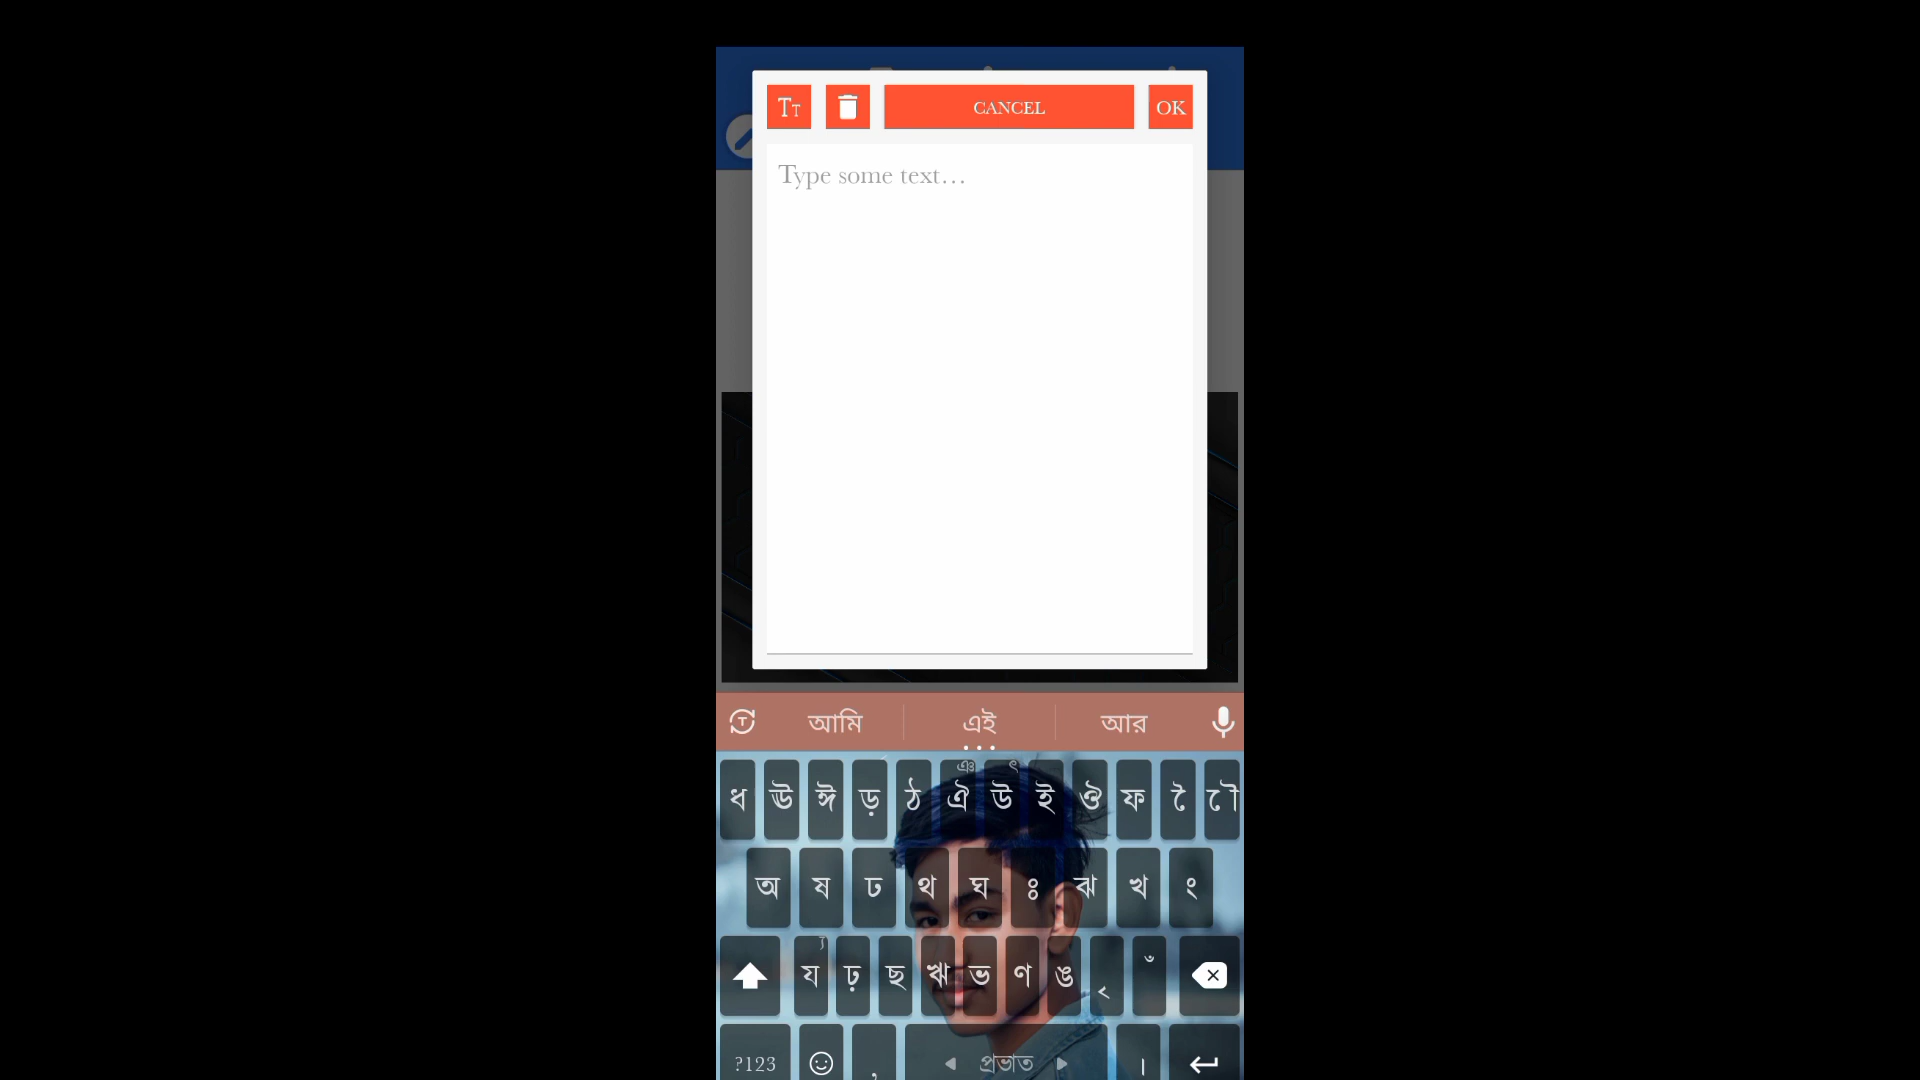 Tт CANCEL OK
Type some text...
আমি এই আর
ঞ ৎ
ধ ঊ ঈ ড় ঠ ঐ উ ই ঔ ফ ৈ ৌ
অ ষ ঢ থ ঘ ঃ ঝ খ ং
য ঢ় ছ ঋ ভ ণ ঙ ্ ঁ
?123 , প্রভাত ।